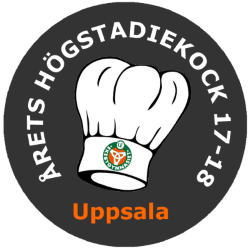 ÅRETS HÖGSTADIEKOCK 17-18
Uppsala